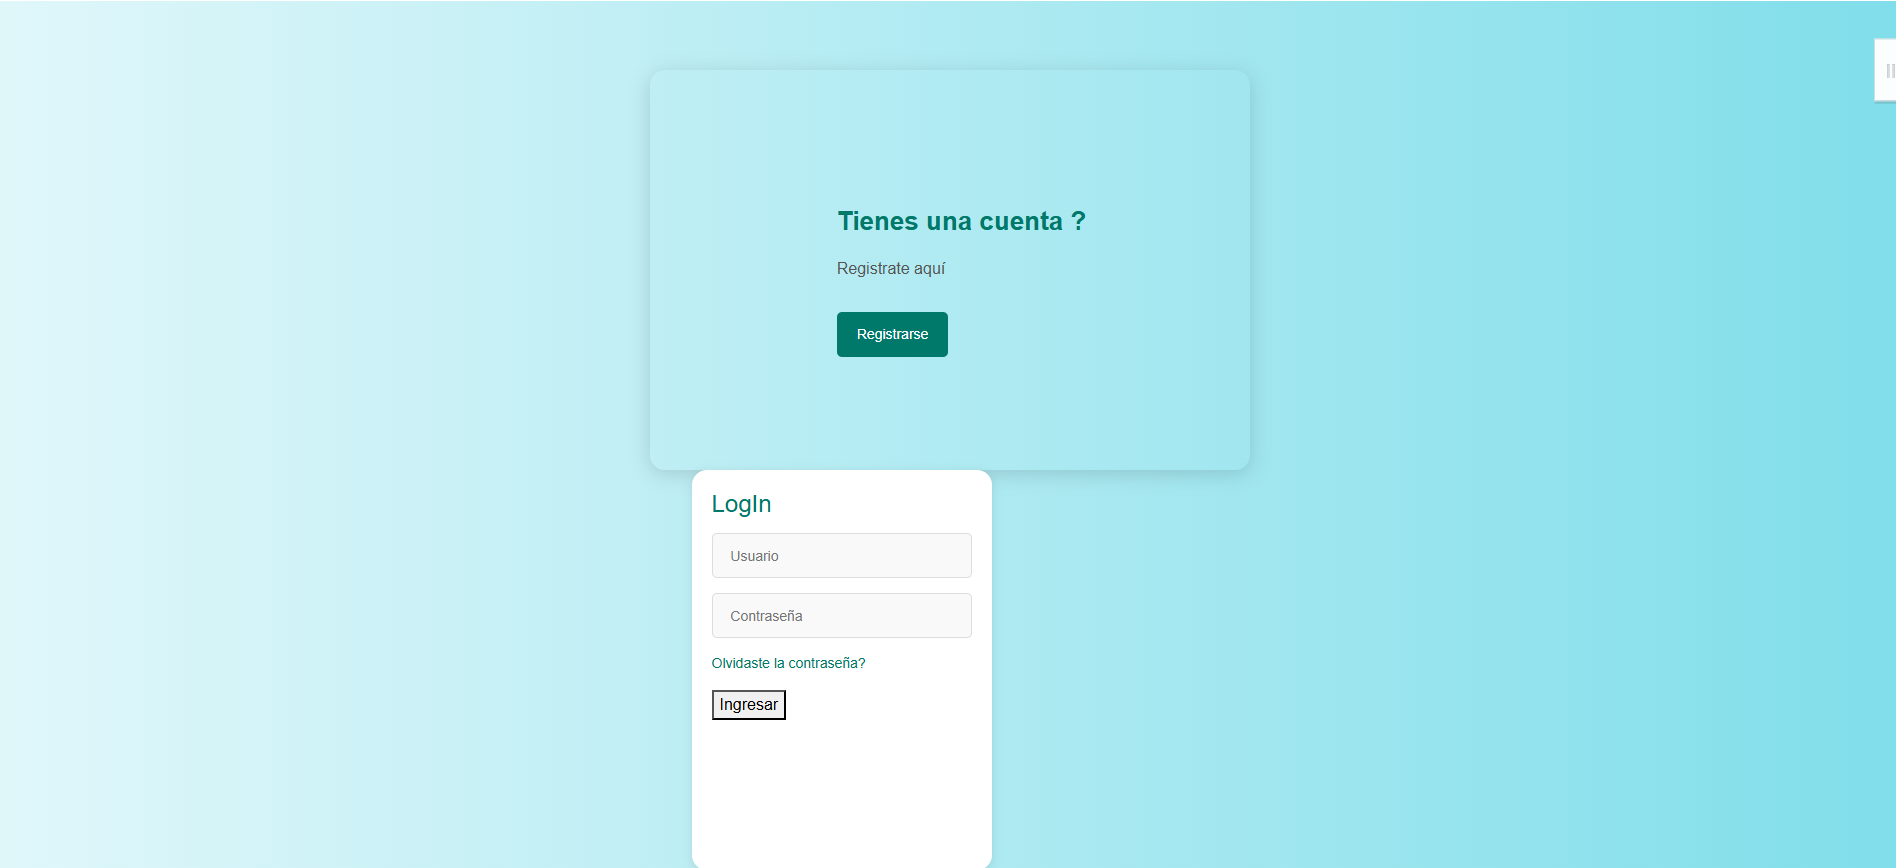 Tienes una cuenta ?
Registrate aquí
Registrarse
LogIn
Usuario
Contraseña
Olvidaste la contraseña?
Ingresar